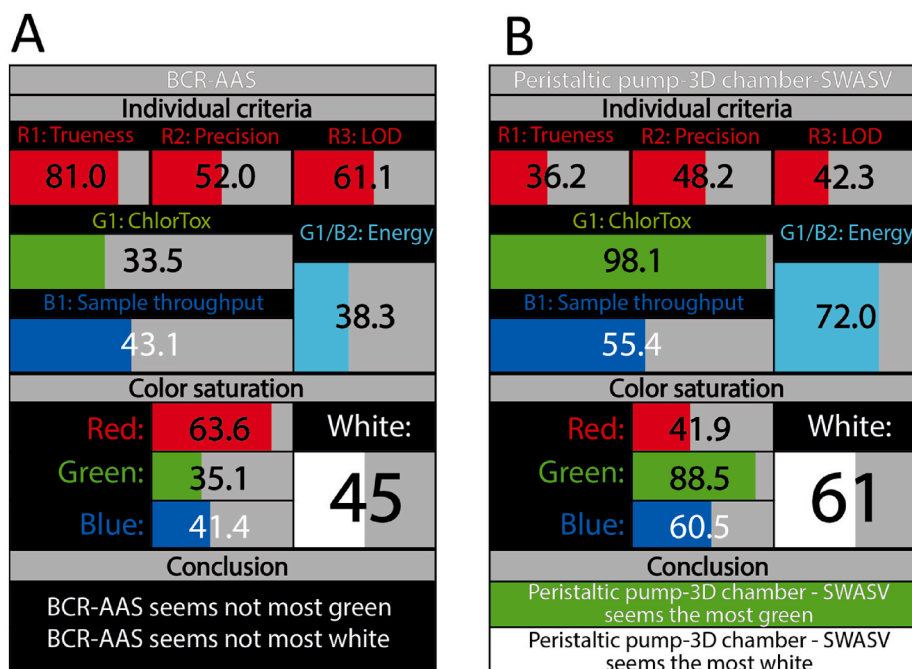 A
BCR-AAS
Individual criteria
R1: Trueness R2: Precision R3: LOD
81.0 52.0 61.1
G1: ChlorTox
33.5
G1/B2: Energy
38.3
B1: Sample throughput
43.1
Color saturation
Red: 63.6
Green: 35.1
Blue: 41.4
White:
45
Conclusion
BCR-AAS seems not most green
BCR-AAS seems not most white
B
Peristaltic pump-3D chamber-SWASV
Individual criteria
R1: Trueness R2: Precision R3: LOD
36.2 48.2 42.3
G1: ChlorTox
98.1
G1/B2: Energy
72.0
B1: Sample throughput
55.4
Color saturation
Red: 41.9
Green: 88.5
Blue: 60.5
White:
61
Conclusion
Peristaltic pump-3D chamber - SWASV
seems the most green
Peristaltic pump-3D chamber - SWASV
seems the most white